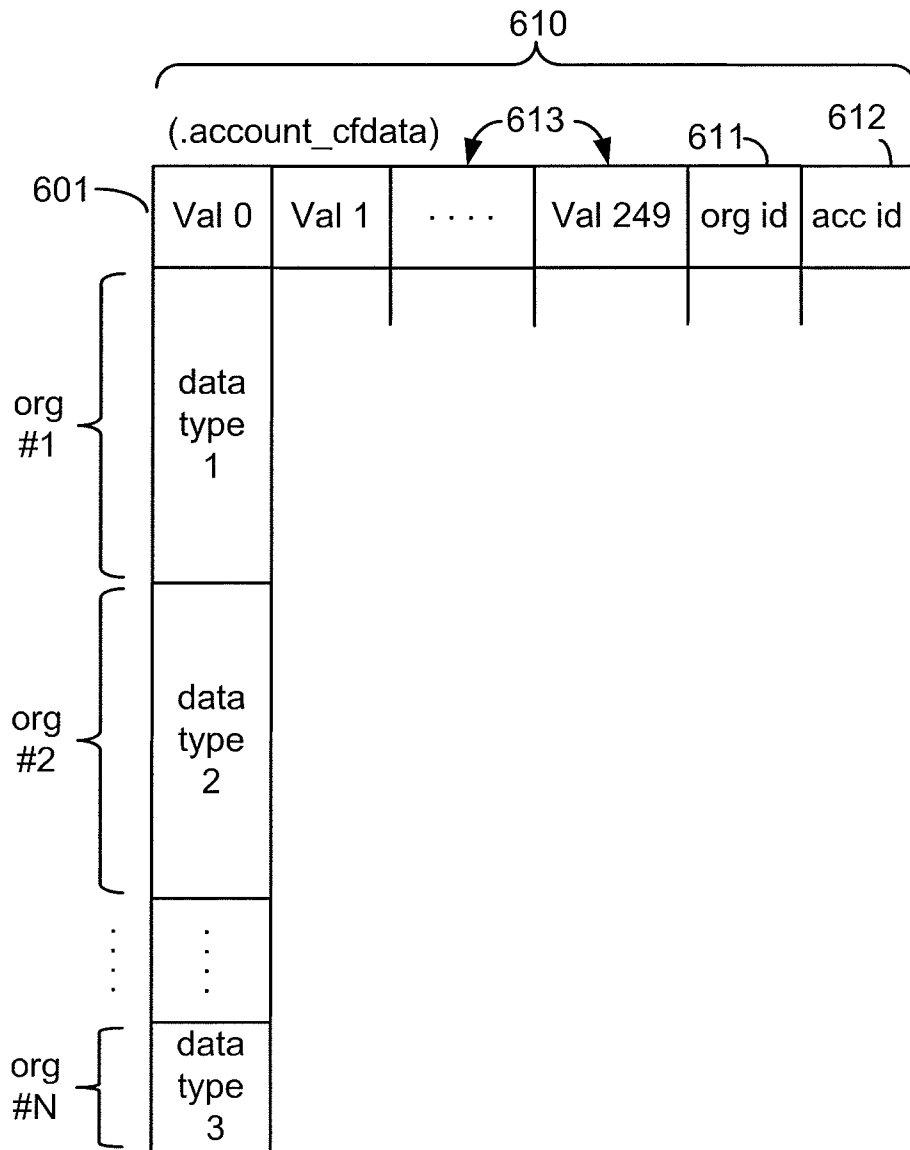 610
(.account_cfdata)
613
611
612
601
Val 0 Val 1 .... Val 249 org id acc id
org
#1
data
type
1
org
#2
data
type
2
org
#N
data
type
3